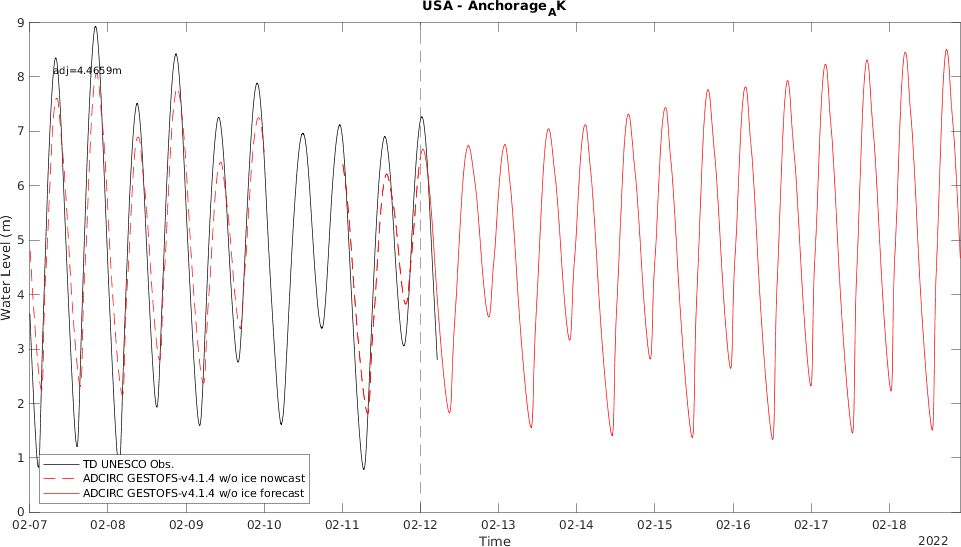 USA - Anchorage_AK
adj=4.4659m
Water Level (m)
9
8
7
6
5
4
3
2
1
0
TD UNESCO Obs.
ADCIRC GESTOFS-v4.1.4 w/o ice nowcast
ADCIRC GESTOFS-v4.1.4 w/o ice forecast
02-07 02-08 02-09 02-10 02-11 02-12 02-13 02-14 02-15 02-16 02-17 02-18
Time
2022